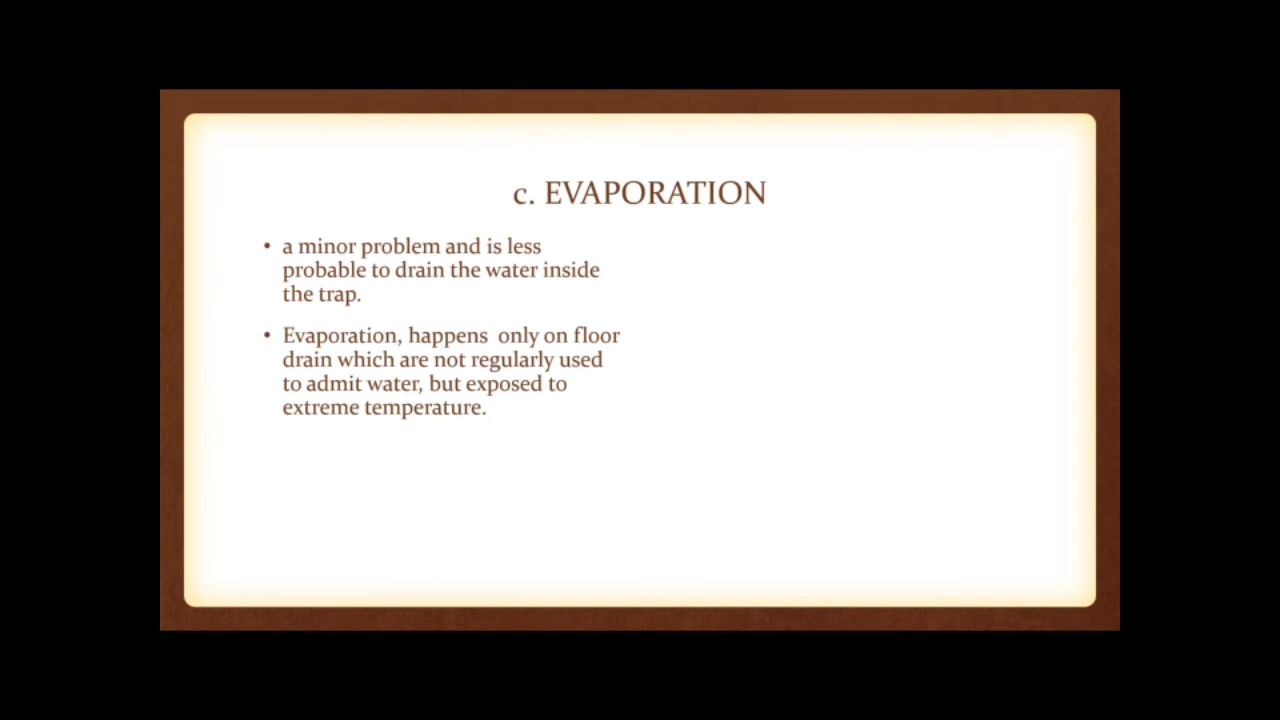 c. EVAPORATION
• a minor problem and is less
probable to drain the water inside
the trap.
• Evaporation, happens  only on floor
drain which are not regularly used
to admit water, but exposed to
extreme temperature.